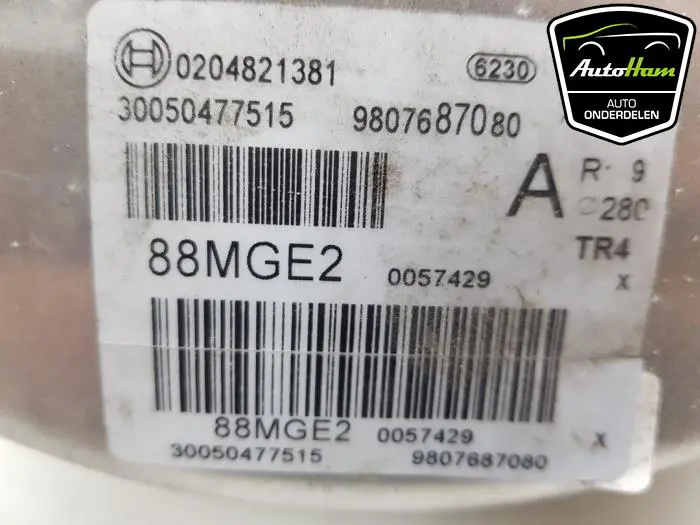 0204821381 6230
30050477515 9807687080
A R· 9
∅280
TR4
88MGE2 0057429 x
88MGE2 0057429 x
30050477515 9807687080
AutoHam
AUTO
ONDERDELEN